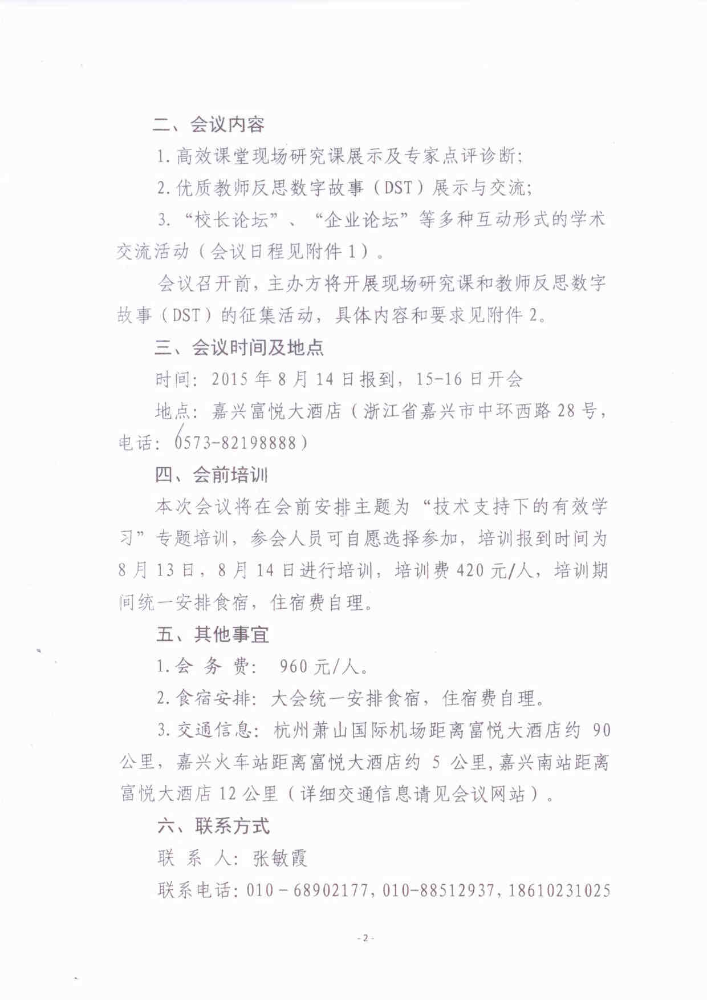 二、会议内容
1.高效课堂现场研究课展示及专家点评诊断;
2.优质教师反思数字故事（DST）展示与交流;
3.“校长论坛”、“企业论坛”等多种互动形式的学术
交流活动（会议日程见附件1）。
会议召开前，主办方将开展现场研究课和教师反思数字
故事（DST）的征集活动，具体内容和要求见附件2。
三、会议时间及地点
时间：2015年8月14日报到，15-16日开会
地点：嘉兴富悦大酒店（浙江省嘉兴市中环西路28号，
电话：0573-82198888）
四、会前培训
本次会议将在会前安排主题为“技术支持下的有效学
习”专题培训，参会人员可自愿选择参加，培训报到时间为
8月13日，8月14日进行培训，培训费420元/人，培训期
间统一安排食宿，住宿费自理。
五、其他事宜
1.会 务 费： 960元/人。
2.食宿安排：大会统一安排食宿，住宿费自理。
3.交通信息：杭州萧山国际机场距离富悦大酒店约 90
公里，嘉兴火车站距离富悦大酒店约 5 公里,嘉兴南站距离
富悦大酒店12公里（详细交通信息请见会议网站）。
六、联系方式
联 系 人：张敏霞
联系电话：010－68902177, 010-88512937, 18610231025
- 2 -